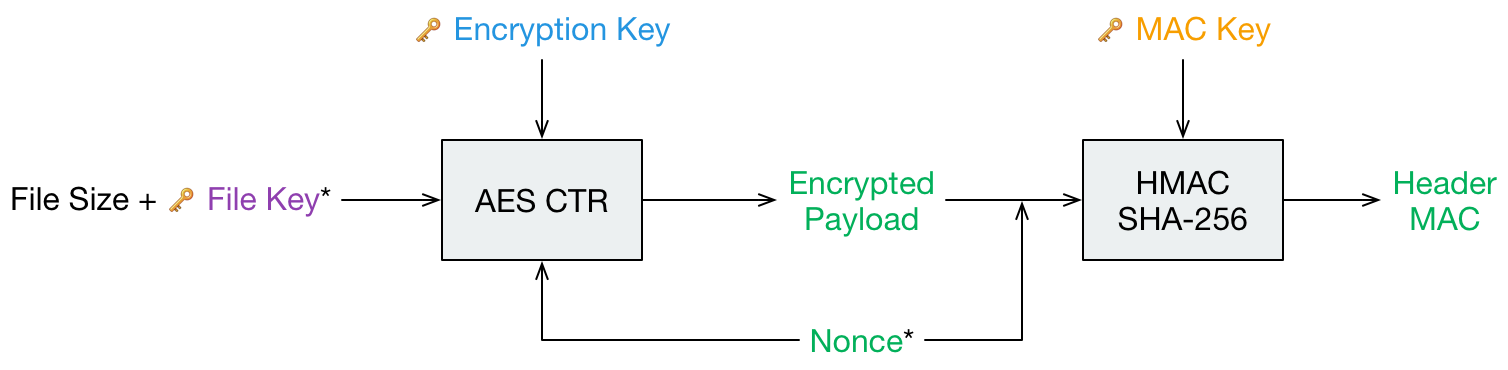 Encryption Key
MAC Key
File Size + File Key*
AES CTR
Encrypted
Payload
HMAC
SHA-256
Header
MAC
Nonce*